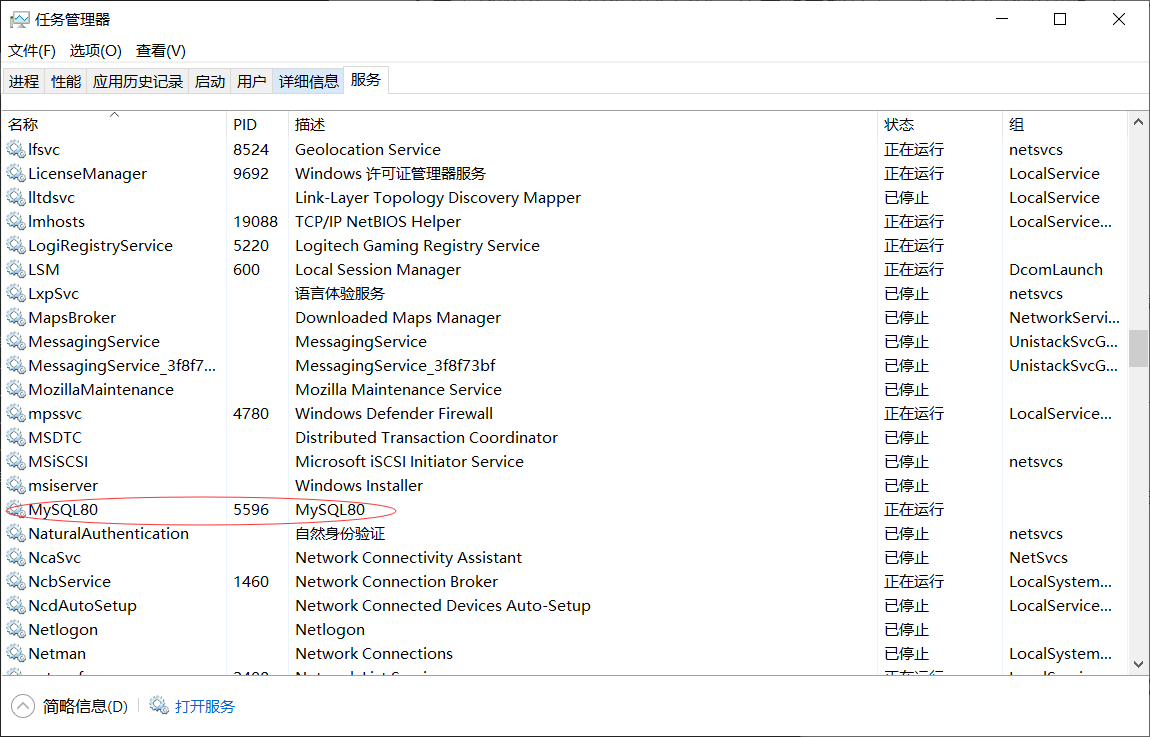 任务管理器
文件(F) 选项(O) 查看(V)
进程 性能 应用历史记录 启动 用户 详细信息 服务
名称 PID 描述 状态 组
lfsvc 8524 Geolocation Service 正在运行 netsvcs
LicenseManager 9692 Windows 许可证管理器服务 正在运行 LocalService
lltdsvc Link-Layer Topology Discovery Mapper 已停止 LocalService
lmhosts 19088 TCP/IP NetBIOS Helper 正在运行 LocalService...
LogiRegistryService 5220 Logitech Gaming Registry Service 正在运行
LSM 600 Local Session Manager 正在运行 DcomLaunch
LxpSvc 语言体验服务 已停止 netsvcs
MapsBroker Downloaded Maps Manager 已停止 NetworkServi...
MessagingService MessagingService 已停止 UnistackSvcG...
MessagingService_3f8f7... MessagingService_3f8f73bf 已停止 UnistackSvcG...
MozillaMaintenance Mozilla Maintenance Service 已停止
mpssvc 4780 Windows Defender Firewall 正在运行 LocalService...
MSDTC Distributed Transaction Coordinator 已停止
MSiSCSI Microsoft iSCSI Initiator Service 已停止 netsvcs
msiserver Windows Installer 已停止
MySQL80 5596 MySQL80 正在运行
NaturalAuthentication 自然身份验证 已停止 netsvcs
NcaSvc Network Connectivity Assistant 已停止 NetSvcs
NcbService 1460 Network Connection Broker 正在运行 LocalSystem...
NcdAutoSetup Network Connected Devices Auto-Setup 已停止 LocalService...
Netlogon Netlogon 已停止
Netman Network Connections 已停止 LocalSystem...
简略信息(D) 打开服务